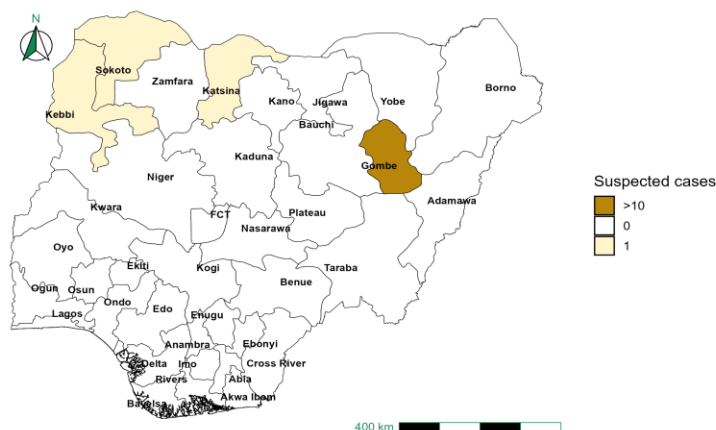 N
Sokoto
Zamfara
Katsina
Kebbi
Kano
Jigawa
Yobe
Borno
Bauchi
Kaduna
Gombe
Niger
Adamawa
Kwara
FCT
Plateau
Nasarawa
Oyo
Ekiti
Kogi
Taraba
Benue
Ogun
Osun
Ondo
Edo
Lagos
Enugu
Anambra
Ebonyi
Delta
Imo
Cross River
Rivers
Abia
Bayelsa
Akwa Ibom
Suspected cases
>10
0
1
400 km